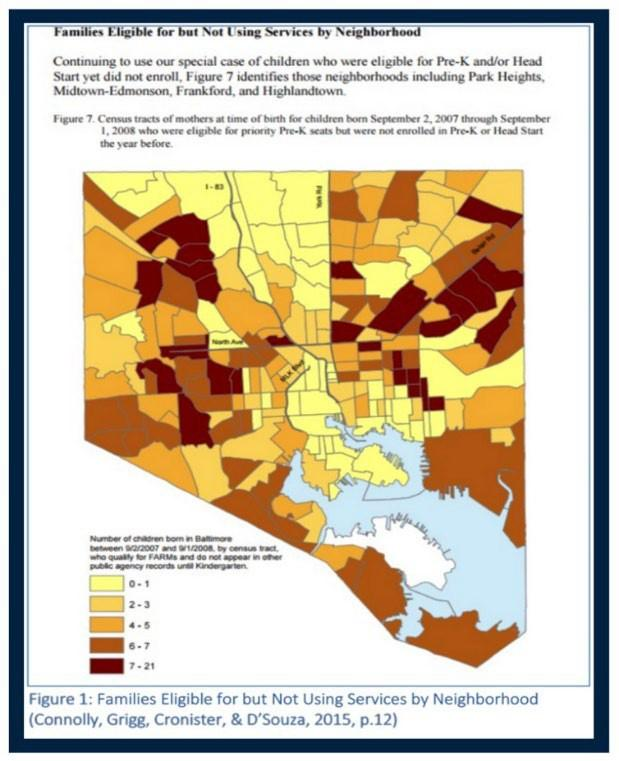 Families Eligible for but Not Using Services by Neighborhood
Continuing to use our special case of children who were eligible for Pre-K and/or Head
Start yet did not enroll, Figure 7 identifies those neighborhoods including Park Heights,
Midtown-Edmonson, Frankford, and Highlandtown.
Figure 7. Census tracts of mothers at time of birth for children born September 2, 2007 through September
1, 2008 who were eligible for priority Pre-K seats but were not enrolled in Pre-K or Head Start
the year before.
I - 83
York Rd
Belair Rd
North Ave
MLK Blvd
Number of children born in Baltimore
between 9/2/2007 and 9/1/2008, by census tract,
who qualify for FARMs and do not appear in other
public agency records until Kindergarten.
0 - 1
2 - 3
4 - 5
6 - 7
7 - 21
Figure 1: Families Eligible for but Not Using Services by Neighborhood
(Connolly, Grigg, Cronister, & D'Souza, 2015, p.12)